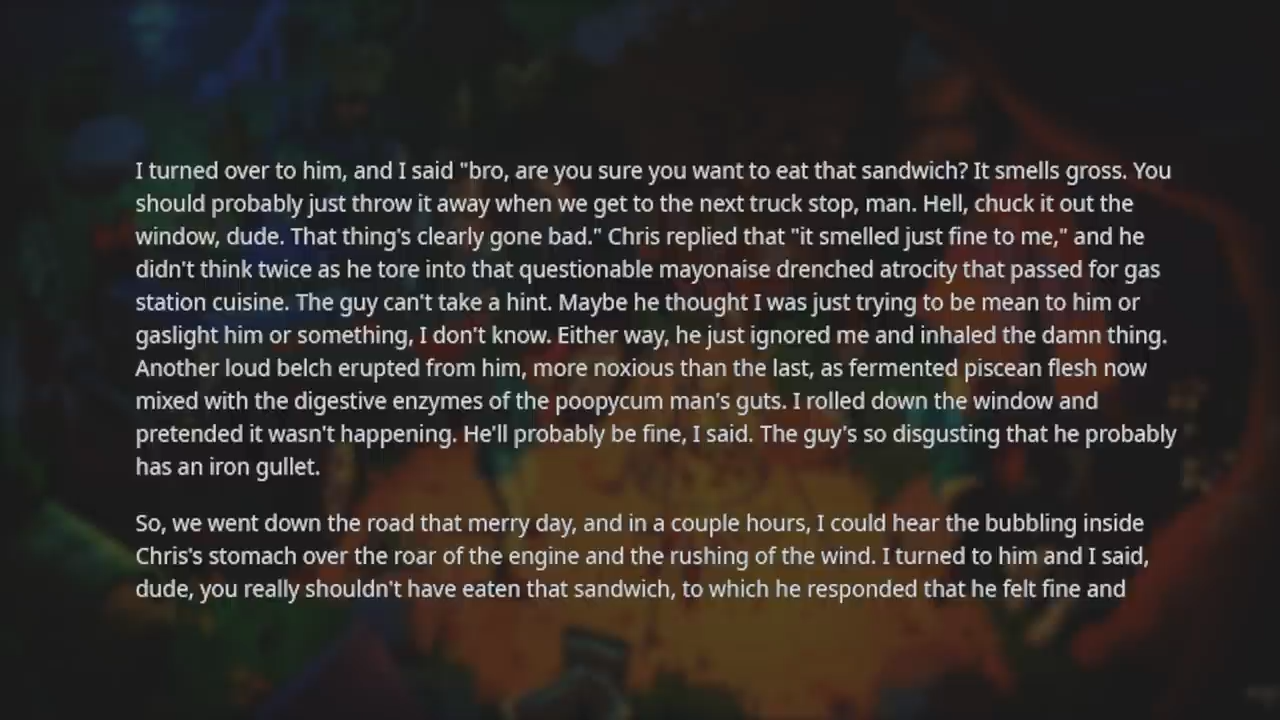 I turned over to him, and I said "bro, are you sure you want to eat that sandwich? It smells gross. You
should probably just throw it away when we get to the next truck stop, man. Hell, chuck it out the
window, dude. That thing's clearly gone bad." Chris replied that "it smelled just fine to me," and he
didn't think twice as he tore into that questionable mayonaise drenched atrocity that passed for gas
station cuisine. The guy can't take a hint. Maybe he thought I was just trying to be mean to him or
gaslight him or something, I don't know. Either way, he just ignored me and inhaled the damn thing.
Another loud belch erupted from him, more noxious than the last, as fermented piscean flesh now
mixed with the digestive enzymes of the poopycum man's guts. I rolled down the window and
pretended it wasn't happening. He'll probably be fine, I said. The guy's so disgusting that he probably
has an iron gullet.
So, we went down the road that merry day, and in a couple hours, I could hear the bubbling inside
Chris's stomach over the roar of the engine and the rushing of the wind. I turned to him and I said,
dude, you really shouldn't have eaten that sandwich, to which he responded that he felt fine and